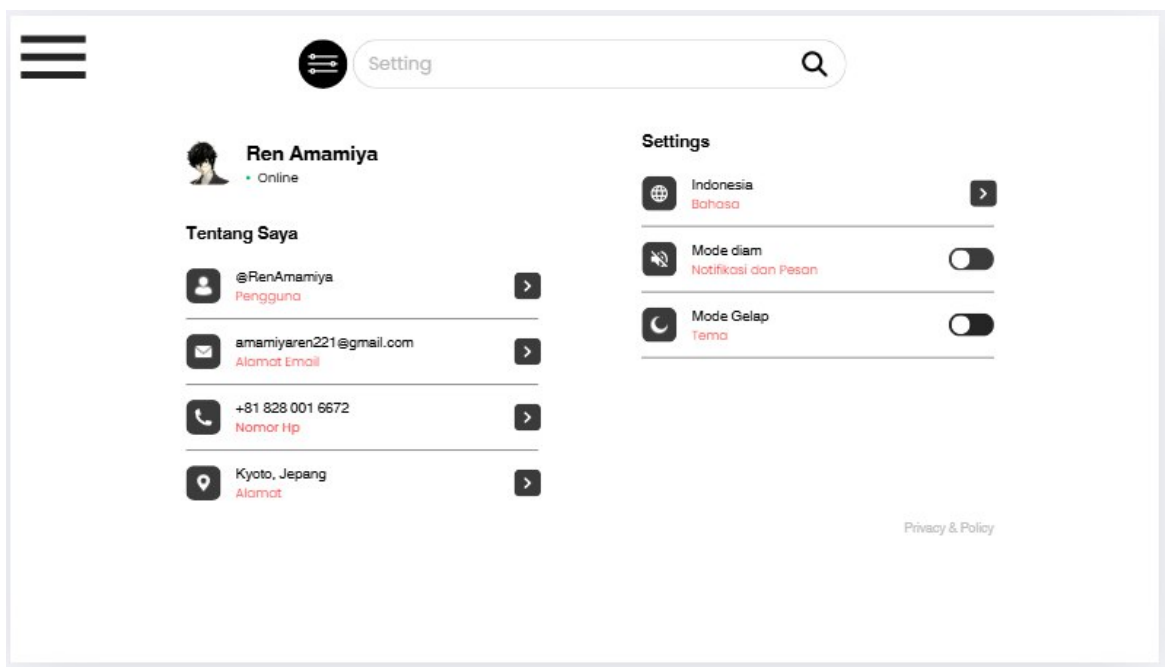 Setting
Ren Amamiya
Online
Tentang Saya
@RenAmamiya
Pengguna
amamiyaren221@gmail.com
Alamat Email
+81 828 001 6672
Nomor Hp
Kyoto, Jepang
Alamat
Settings
Indonesia
Bahasa
Mode diam
Notifikasi dan Pesan
Mode Gelap
Tema
Privacy & Policy